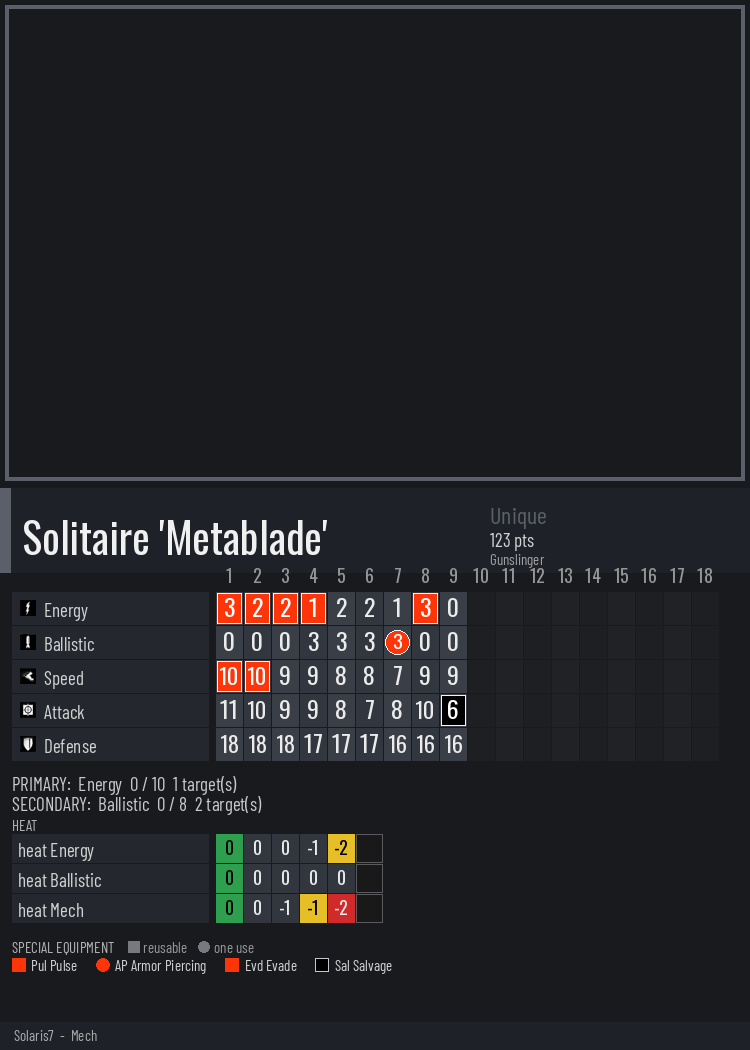 Solitaire 'Metablade'
Unique
123 pts
Gunslinger
1 2 3 4 5 6 7 8 9 10 11 12 13 14 15 16 17 18
Energy 3 2 2 1 2 2 1 3 0
Ballistic 0 0 0 3 3 3 3 0 0
Speed 10 10 9 9 8 8 7 9 9
Attack 11 10 9 9 8 7 8 10 6
Defense 18 18 18 17 17 17 16 16 16
PRIMARY: Energy 0 / 10 1 target(s)
SECONDARY: Ballistic 0 / 8 2 target(s)
HEAT
heat Energy 0 0 0 -1 -2
heat Ballistic 0 0 0 0 0
heat Mech 0 0 -1 -1 -2
SPECIAL EQUIPMENT reusable one use
Pul Pulse AP Armor Piercing Evd Evade Sal Salvage
Solaris7 - Mech